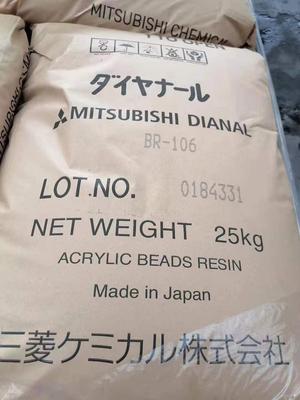 MITSUBISHI CHEMICA
ダイヤナール
MITSUBISHI DIANAL
BR-106
LOT.NO. 0184331
NET WEIGHT 25kg
ACRYLIC BEADS RESIN
Made in Japan
三菱ケミカル株式会社